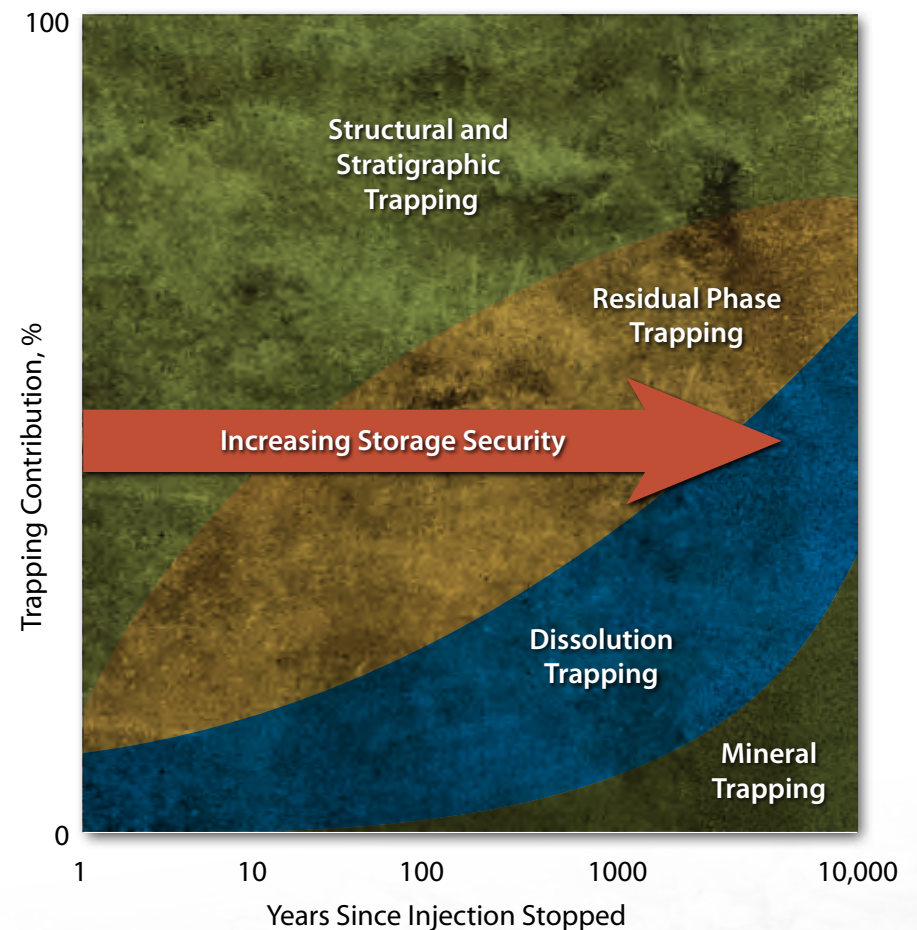 100
Structural and
Stratigraphic
Trapping
Residual Phase
Trapping
Trapping Contribution, %
Increasing Storage Security
Dissolution
Trapping
Mineral
Trapping
0
1 10 100 1000 10,000
Years Since Injection Stopped